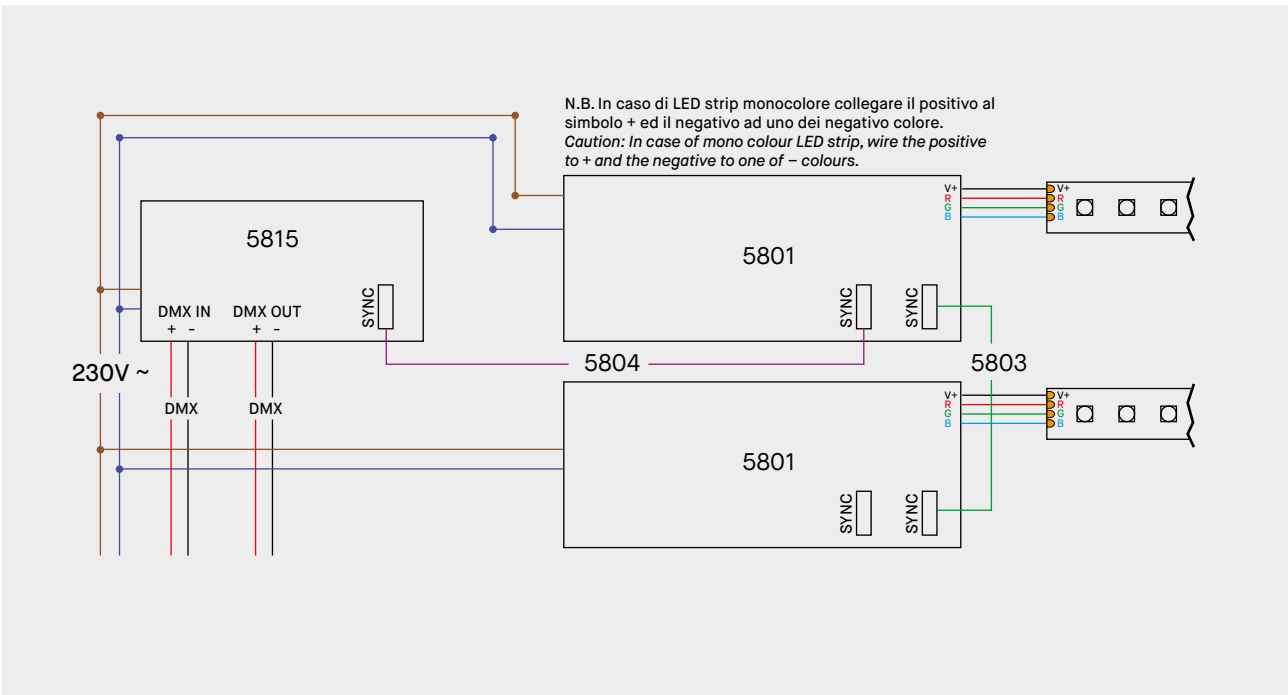 N.B. In caso di LED strip monocolore collegare il positivo al
simbolo + ed il negativo ad uno dei negativo colore.
Caution: In case of mono colour LED strip, wire the positive
to + and the negative to one of – colours.
5815
DMX IN
+ -
DMX OUT
+ -
SYNC
230V ~
DMX
DMX
5801
SYNC
SYNC
V+
R
G
B
V+
R
G
B
5804
5803
5801
SYNC
SYNC
V+
R
G
B
V+
R
G
B